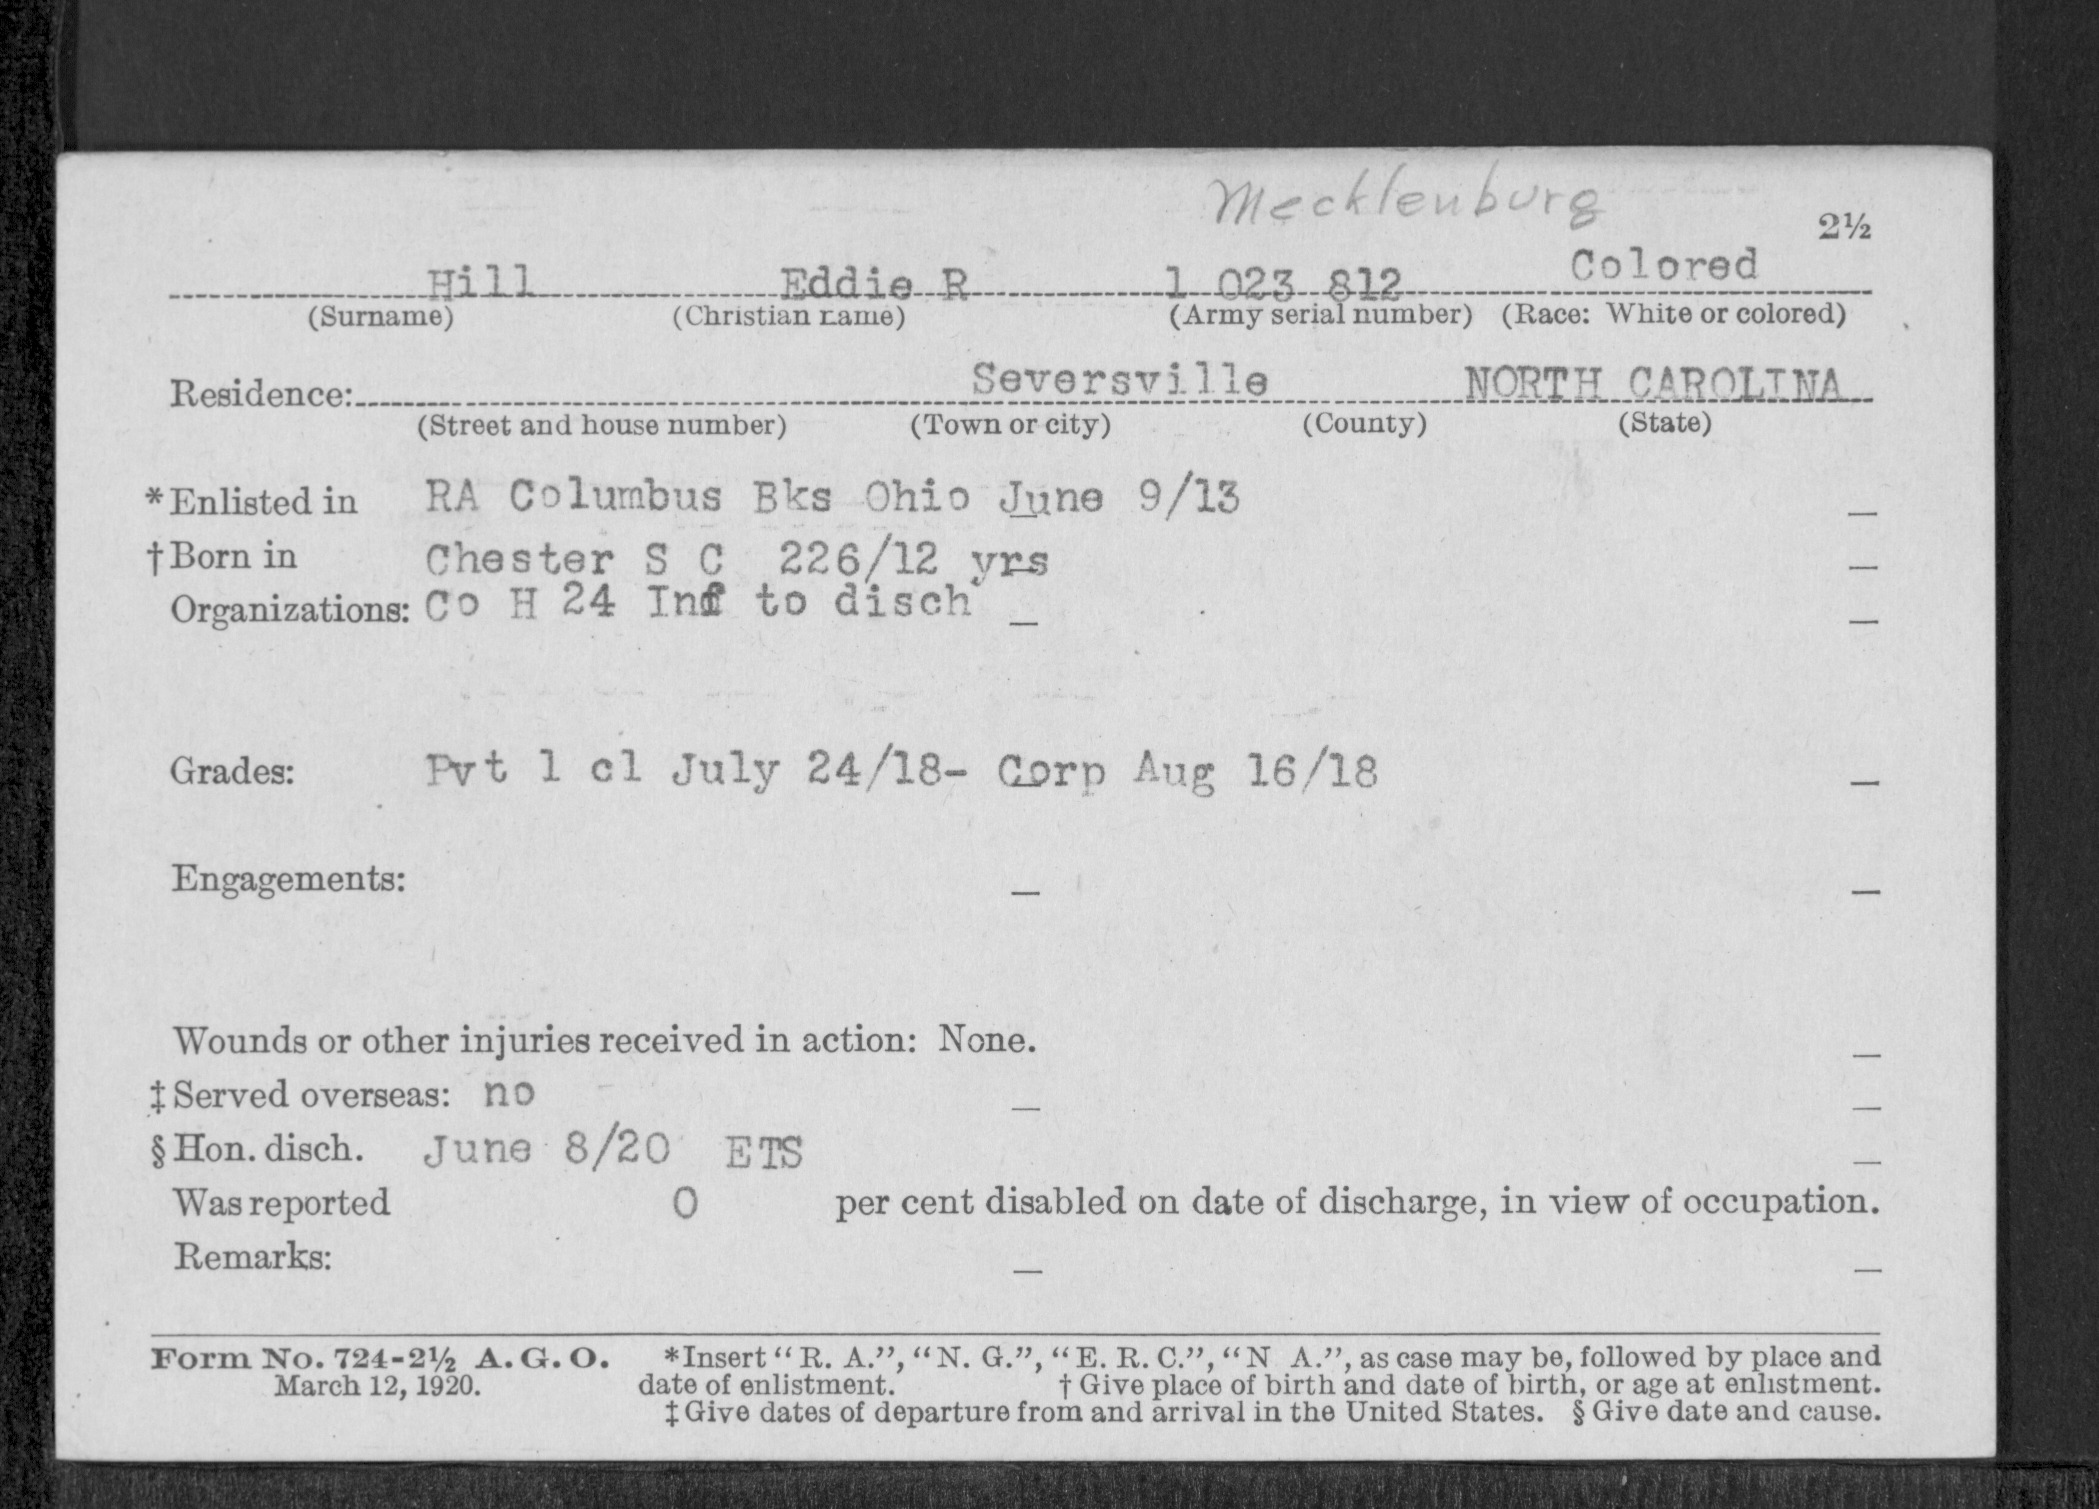 Mecklenburg
2½
Hill Eddie R 1 023 812 Colored
(Surname) (Christian name) (Army serial number) (Race: White or colored)
Residence: Seversville NORTH CAROLINA
(Street and house number) (Town or city) (County) (State)
*Enlisted in RA Columbus Bks Ohio June 9/13
†Born in Chester S C 226/12 yrs
Organizations: Co H 24 Inf to disch
Grades: Pvt 1 cl July 24/18- Corp Aug 16/18
Engagements:
Wounds or other injuries received in action: None.
‡Served overseas: no
§Hon. disch. June 8/20 ETS
Was reported 0 per cent disabled on date of discharge, in view of occupation.
Remarks:
Form No. 724-2½ A.G.O. *Insert "R. A.", "N. G.", "E. R. C.", "N A.", as case may be, followed by place and
March 12, 1920. date of enlistment. †Give place of birth and date of birth, or age at enlistment.
‡Give dates of departure from and arrival in the United States. §Give date and cause.